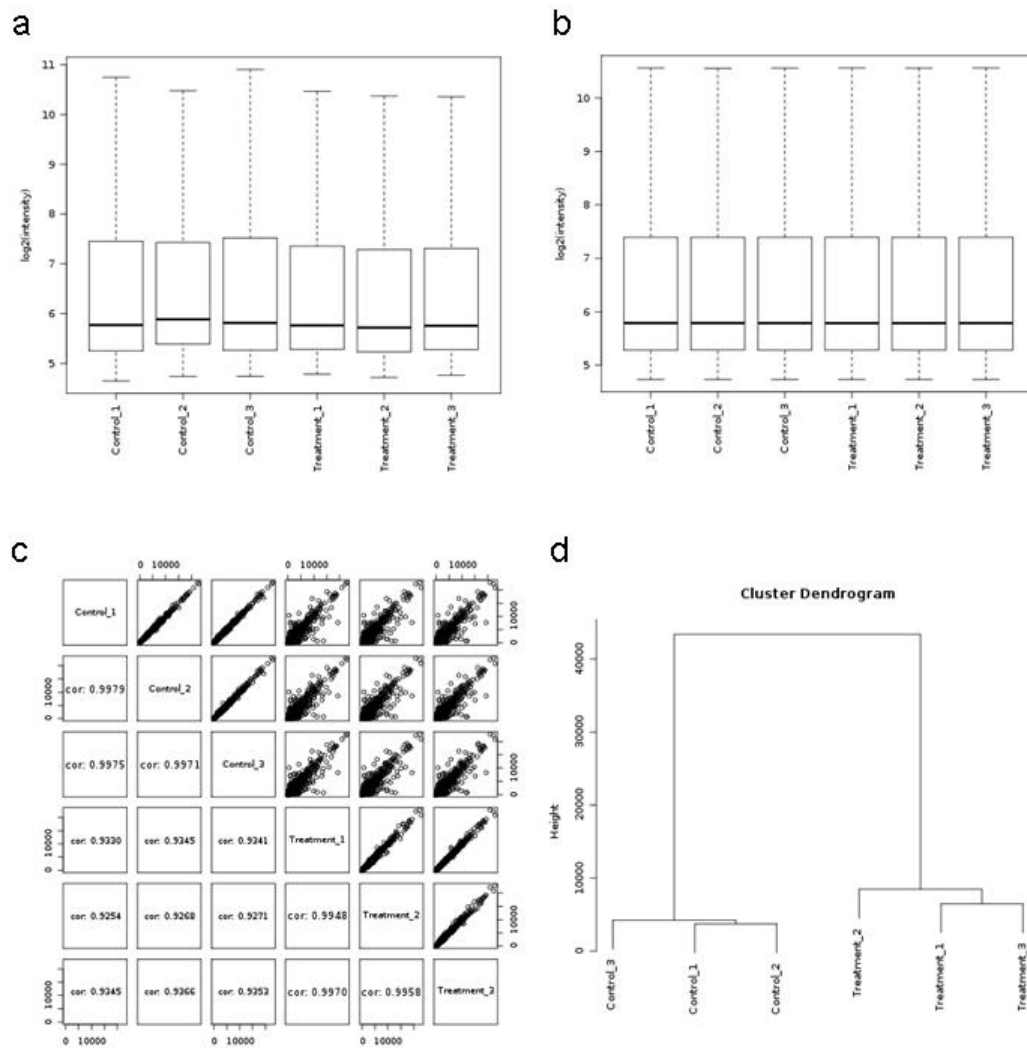 a
11
10
9
8
7
6
5
log2(intensity)
Control_1
Control_2
Control_3
Treatment_1
Treatment_2
Treatment_3
b
10
9
8
7
6
5
log2(intensity)
Control_1
Control_2
Control_3
Treatment_1
Treatment_2
Treatment_3
c
0 10000
0 10000
0 10000
Control_1
0 10000
0 10000
cor: 0.9979
Control_2
cor: 0.9975
cor: 0.9971
Control_3
0 10000
0 10000
cor: 0.9330
cor: 0.9345
cor: 0.9341
Treatment_1
cor: 0.9254
cor: 0.9268
cor: 0.9271
cor: 0.9948
Treatment_2
0 10000
0 10000
cor: 0.9345
cor: 0.9366
cor: 0.9353
cor: 0.9970
cor: 0.9958
Treatment_3
0 10000
0 10000
0 10000
d
Cluster Dendrogram
Height
40000
30000
20000
10000
0
Control_3
Control_1
Control_2
Treatment_2
Treatment_1
Treatment_3